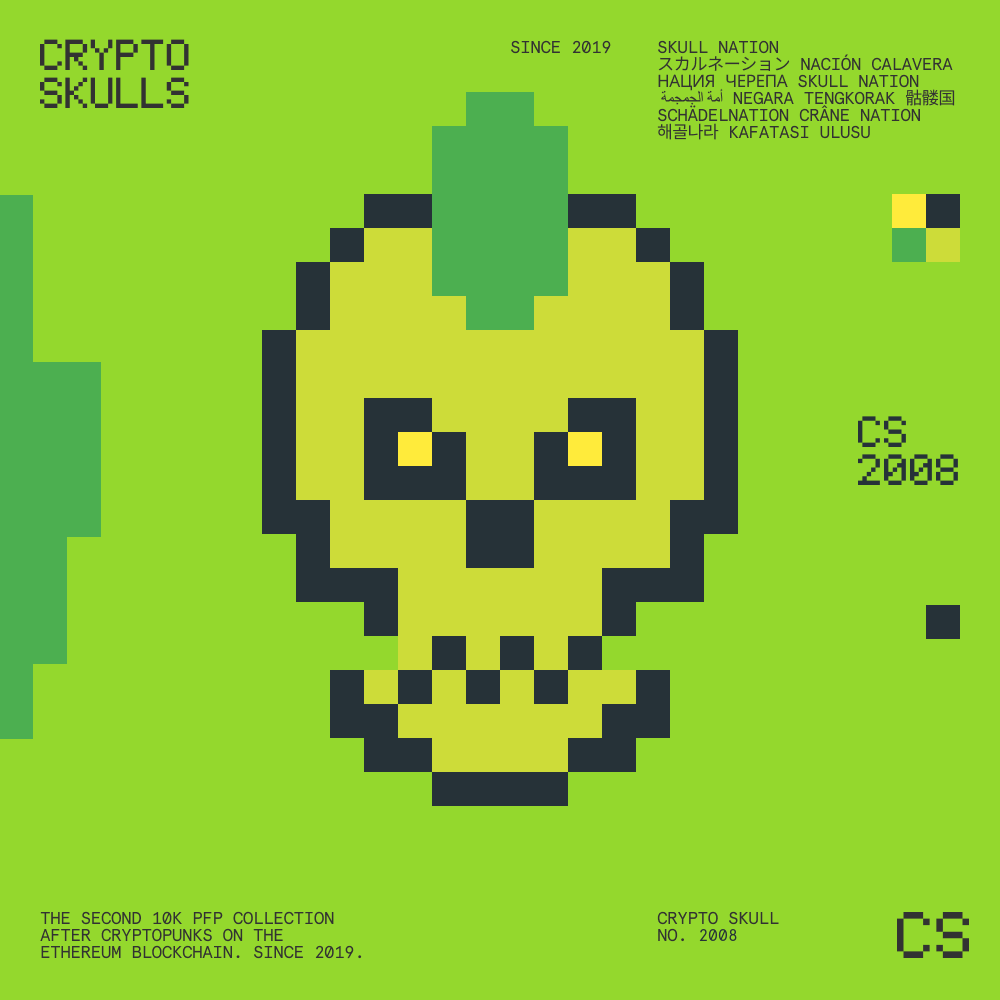 CRYPTO
SKULLS
SINCE 2019
SKULL NATION
スカルネーション NACIÓN CALAVERA
НАЦИЯ ЧЕРЕПА SKULL NATION
أمة الجمجمة NEGARA TENGKORAK 骷髅国
SCHÄDELNATION CRÂNE NATION
해골나라 KAFATASI ULUSU
CS
2008
THE SECOND 10K PFP COLLECTION
AFTER CRYPTOPUNKS ON THE
ETHEREUM BLOCKCHAIN. SINCE 2019.
CRYPTO SKULL
NO. 2008
CS